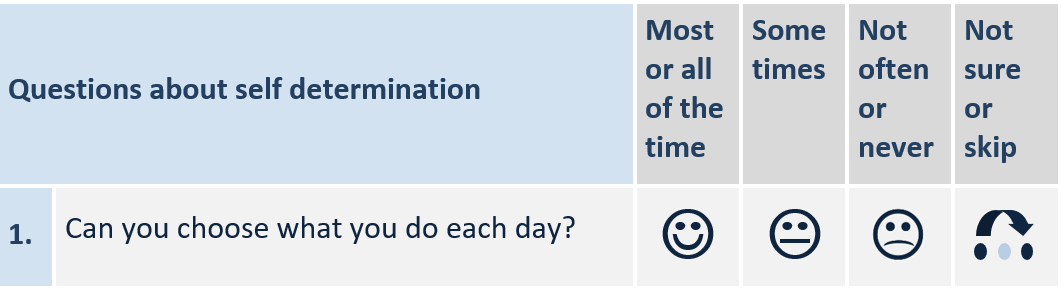 Questions about self determination
Most
or all
of the
time
Some
times
Not
often
or
never
Not
sure
or
skip
1.
Can you choose what you do each day?